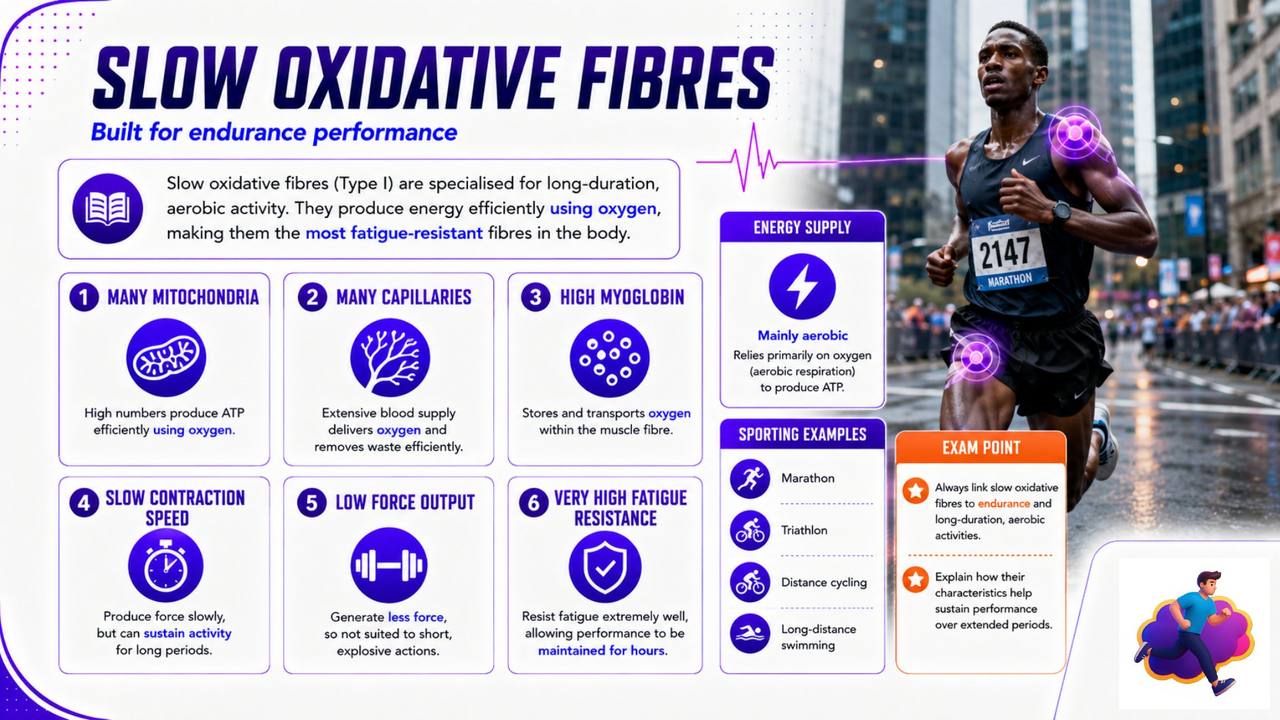 SLOW OXIDATIVE FIBRES
Built for endurance performance
Slow oxidative fibres (Type I) are specialised for long-duration,
aerobic activity. They produce energy efficiently using oxygen,
making them the most fatigue-resistant fibres in the body.
1 MANY MITOCHONDRIA
High numbers produce ATP
efficiently using oxygen.
2 MANY CAPILLARIES
Extensive blood supply
delivers oxygen and
removes waste efficiently.
3 HIGH MYOGLOBIN
Stores and transports oxygen
within the muscle fibre.
4 SLOW CONTRACTION
SPEED
Produce force slowly,
but can sustain activity
for long periods.
5 LOW FORCE OUTPUT
Generate less force,
so not suited to short,
explosive actions.
6 VERY HIGH FATIGUE
RESISTANCE
Resist fatigue extremely well,
allowing performance to be
maintained for hours.
ENERGY SUPPLY
Mainly aerobic
Relies primarily on oxygen
(aerobic respiration)
to produce ATP.
SPORTING EXAMPLES
Marathon
Triathlon
Distance cycling
Long-distance
swimming
EXAM POINT
Always link slow oxidative
fibres to endurance and
long-duration, aerobic
activities.
Explain how their
characteristics help
sustain performance
over extended periods.
2147
MARATHON